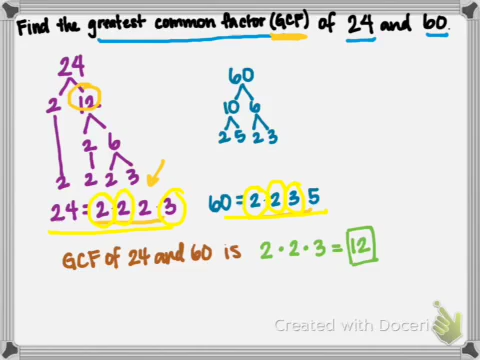 Find the greatest common factor (GCF) of 24 and 60.
24
2 12
2 6
2 2 2 3
24 = 2 · 2 2 · 3
60
10 6
2 5 2 3
60 = 2 · 2 3 5
GCF of 24 and 60 is 2 · 2 · 3 = 12
Created with Doceri